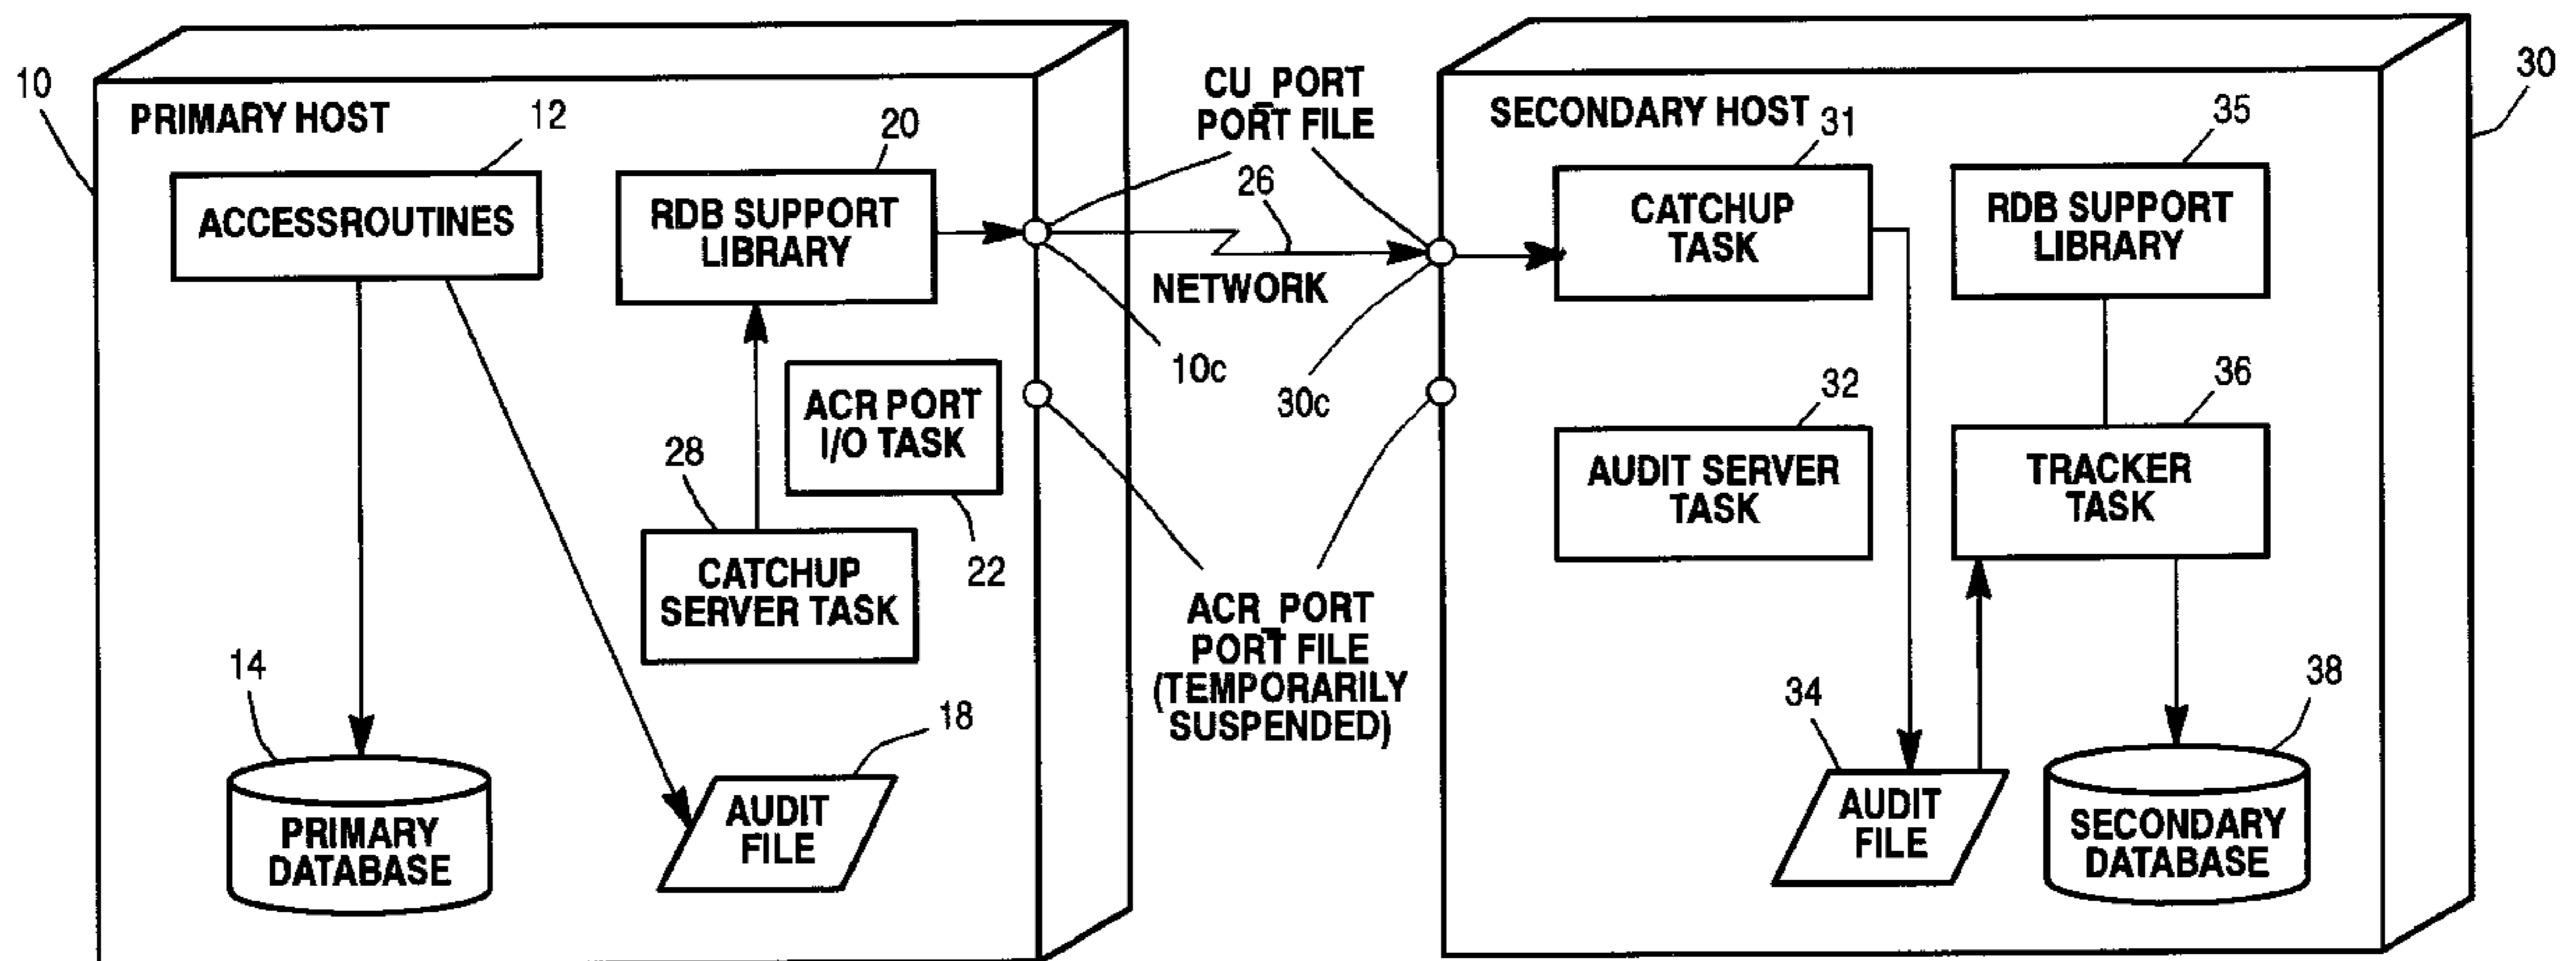 10
PRIMARY HOST
12
ACCESSROUTINES
20
RDB SUPPORT
LIBRARY
ACR PORT
I/O TASK
22
28
CATCHUP
SERVER TASK
14
PRIMARY
DATABASE
18
AUDIT
FILE
CU_PORT
PORT FILE
26
NETWORK
10c
30c
ACR_PORT
PORT FILE
(TEMPORARILY
SUSPENDED)
SECONDARY HOST
30
31
CATCHUP
TASK
35
RDB SUPPORT
LIBRARY
32
AUDIT SERVER
TASK
36
TRACKER
TASK
34
AUDIT
FILE
38
SECONDARY
DATABASE